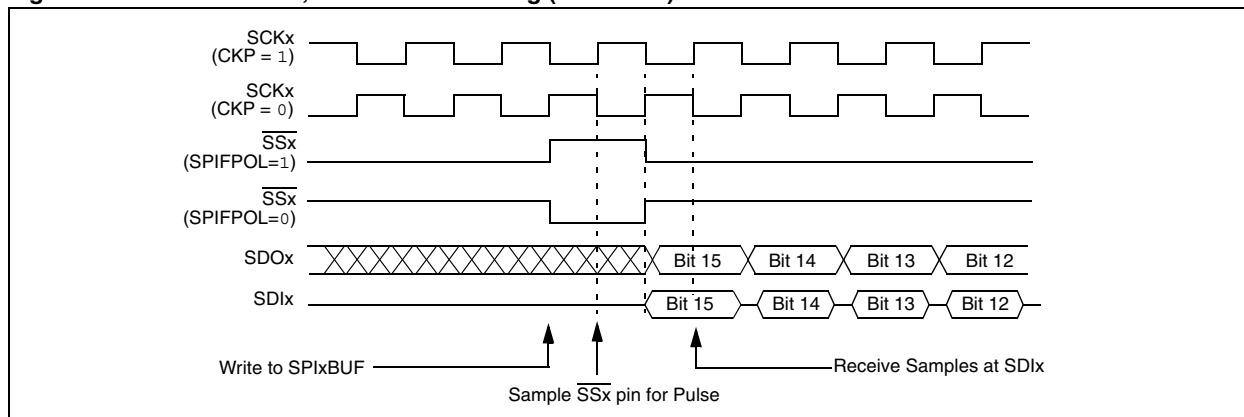 SCKx
(CKP = 1)
SCKx
(CKP = 0)
SSx
(SPIFPOL=1)
SSx
(SPIFPOL=0)
SDOx
Bit 15 Bit 14 Bit 13 Bit 12
SDIx
Bit 15 Bit 14 Bit 13 Bit 12
Write to SPIxBUF
Receive Samples at SDIx
Sample SSx pin for Pulse